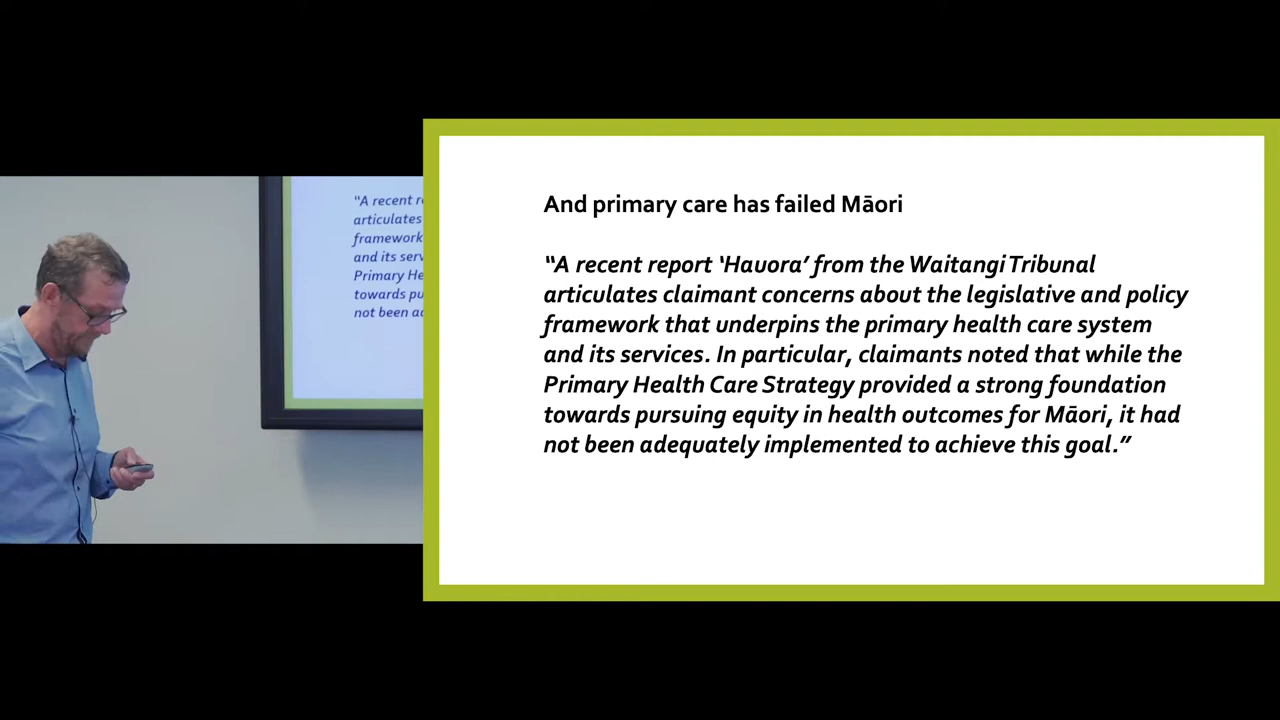 “A recent r
articulates
framework
and its serv
Primary He
towards pu
not been ad
And primary care has failed Māori
“A recent report ‘Hauora’ from the Waitangi Tribunal
articulates claimant concerns about the legislative and policy
framework that underpins the primary health care system
and its services. In particular, claimants noted that while the
Primary Health Care Strategy provided a strong foundation
towards pursuing equity in health outcomes for Māori, it had
not been adequately implemented to achieve this goal.”